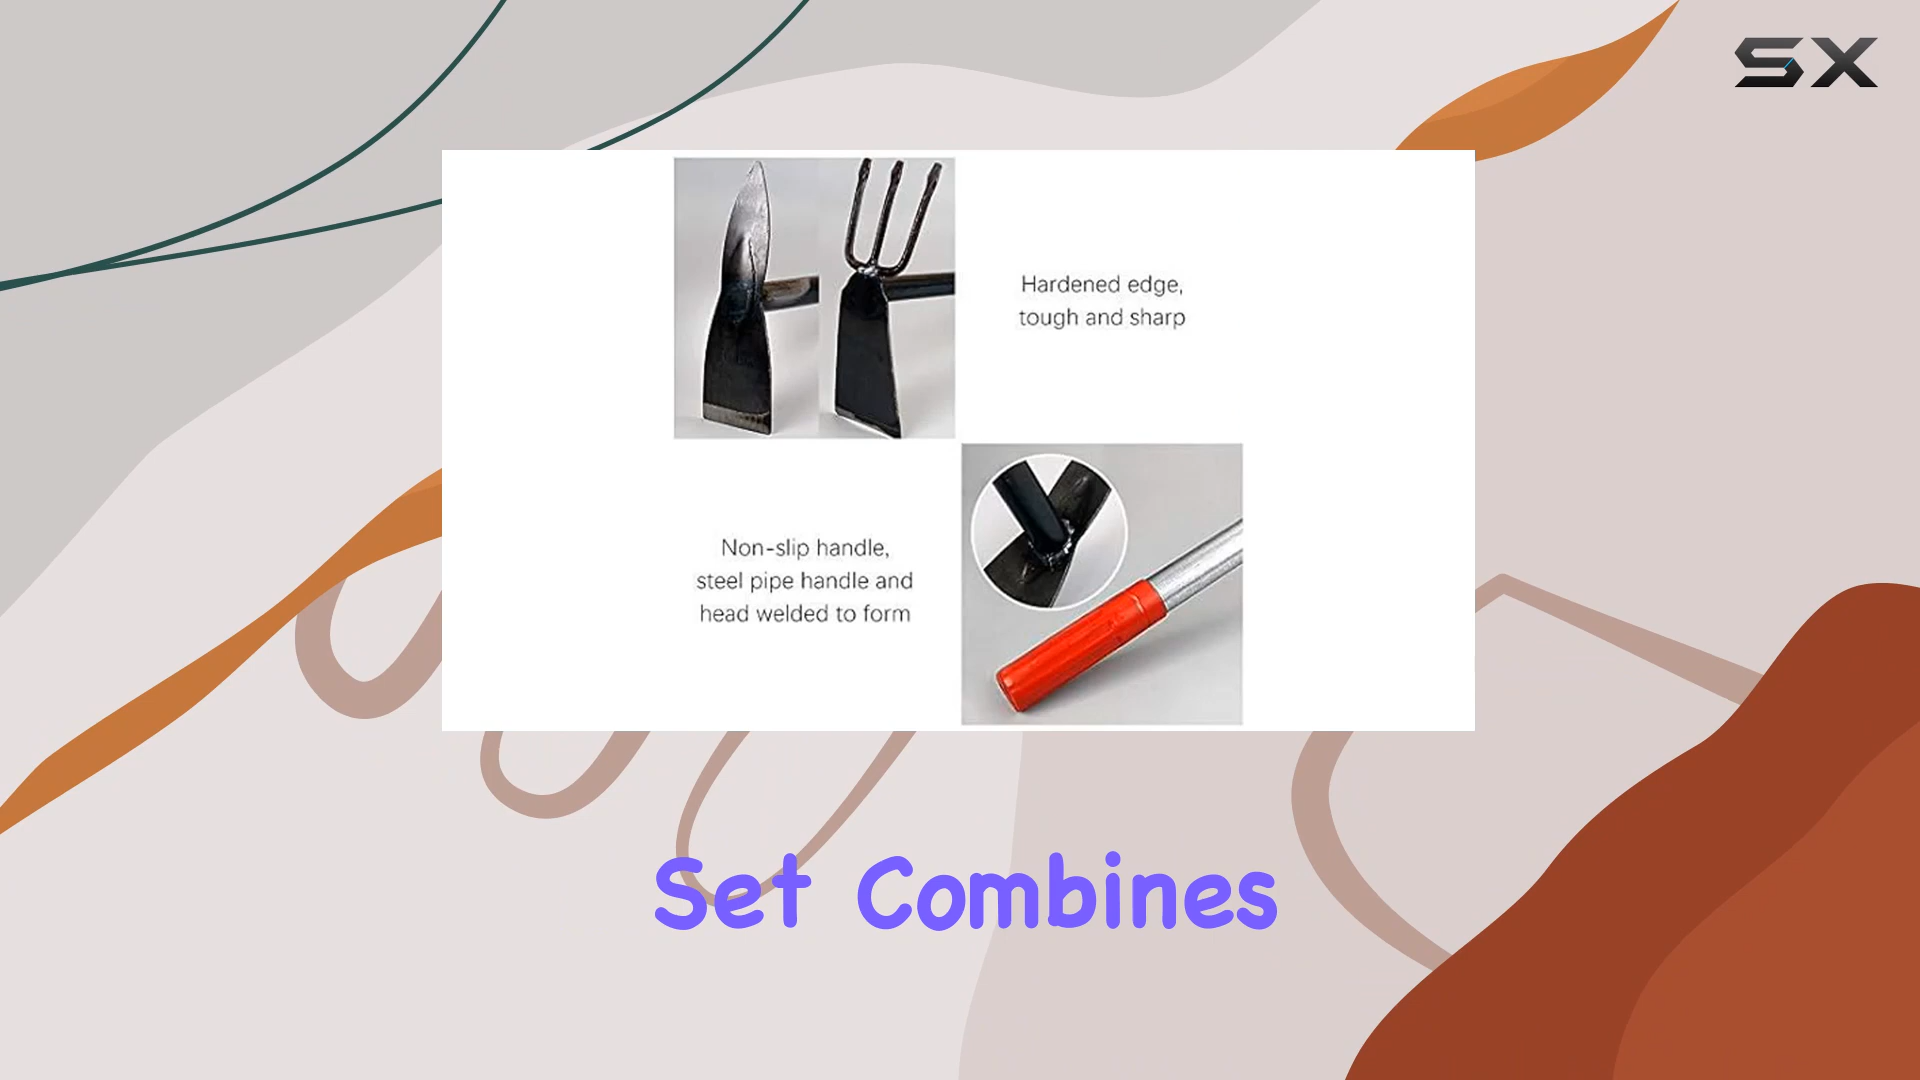 SX
Hardened edge,
tough and sharp
Non-slip handle,
steel pipe handle and
head welded to form
Set Combines